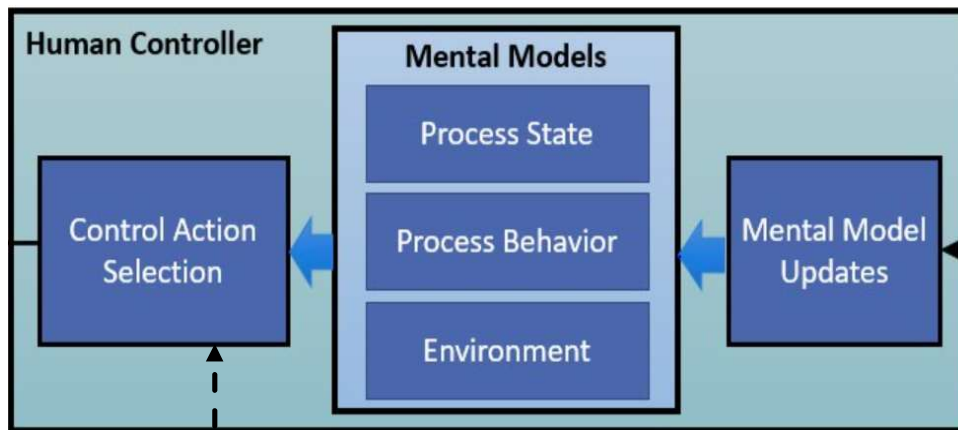 Human Controller
Mental Models
Process State
Control Action
Selection
Process Behavior
Mental Model
Updates
Environment